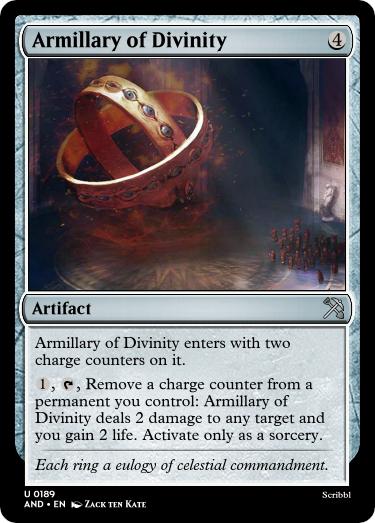 Armillary of Divinity 4
Artifact
Armillary of Divinity enters with two
charge counters on it.
1, T, Remove a charge counter from a
permanent you control: Armillary of
Divinity deals 2 damage to any target and
you gain 2 life. Activate only as a sorcery.
Each ring a eulogy of celestial commandment.
U 0189
AND • EN Zack ten Kate
Scribbl